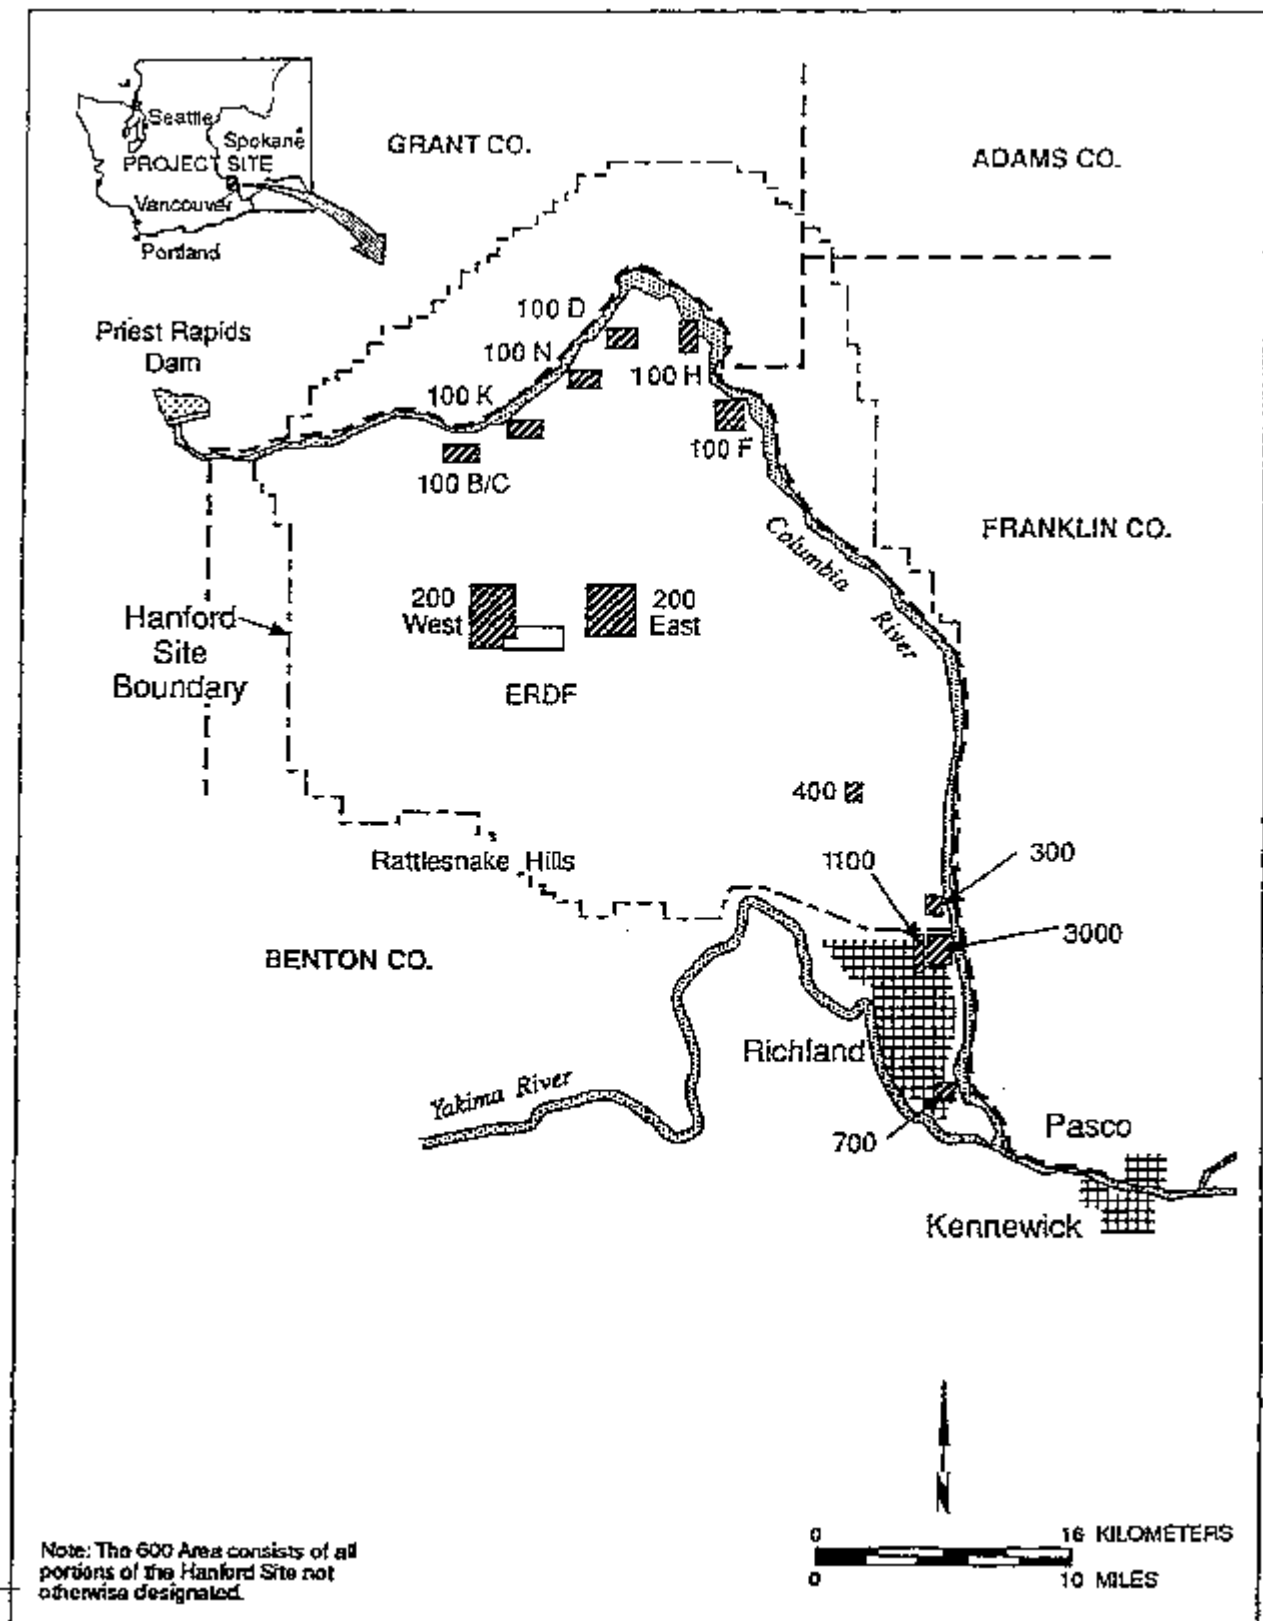 Seattle
Spokane
PROJECT SITE
Vancouver
Portland
GRANT CO.
ADAMS CO.
Priest Rapids
Dam
100 D
100 N
100 K
100 H
100 B/C
100 F
FRANKLIN CO.
Columbia
River
Hanford
Site
Boundary
200
West
200
East
ERDF
400
Rattlesnake Hills
1100
300
3000
BENTON CO.
Richland
Yakima River
700
Pasco
Kennewick
N
0 16 KILOMETERS
0 10 MILES
Note: The 600 Area consists of all
portions of the Hanford Site not
otherwise designated.